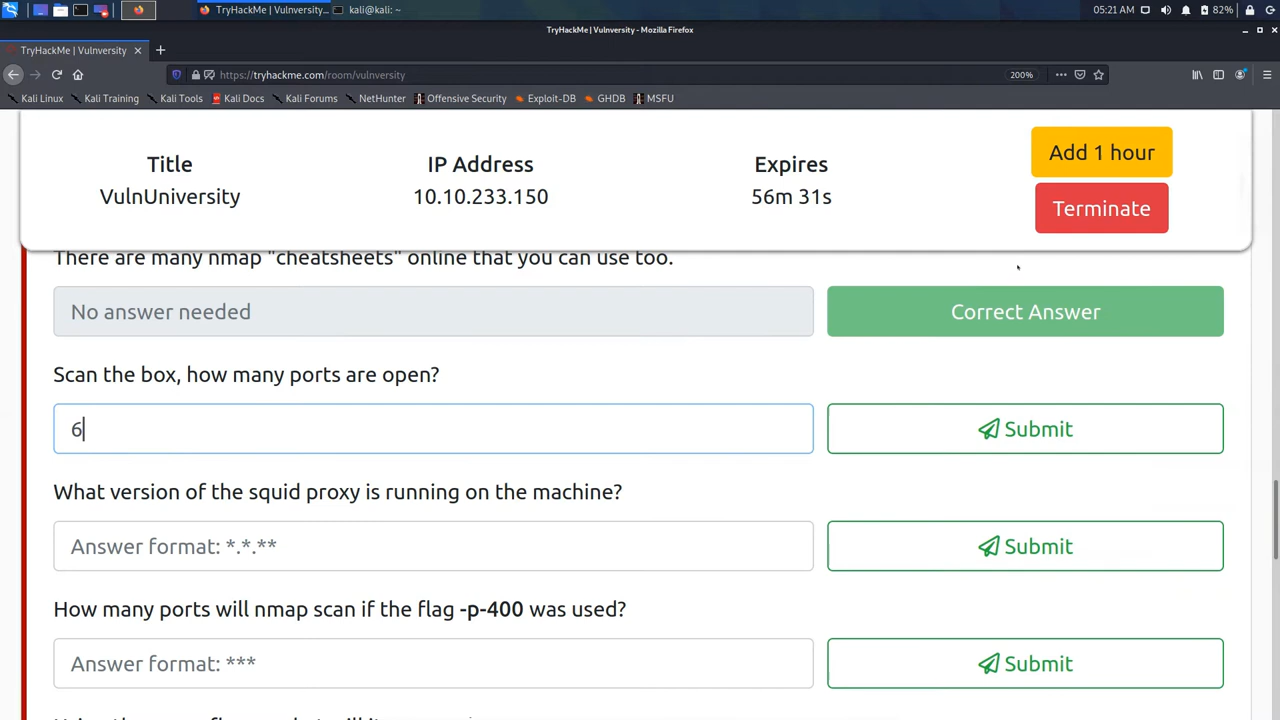 TryHackMe | Vulnversity...
kali@kali: ~
05:21 AM
82%
TryHackMe | Vulnversity - Mozilla Firefox
TryHackMe | Vulnversity
https://tryhackme.com/room/vulnversity
200%
Kali Linux
Kali Training
Kali Tools
Kali Docs
Kali Forums
NetHunter
Offensive Security
Exploit-DB
GHDB
MSFU
Title
IP Address
Expires
Add 1 hour
VulnUniversity
10.10.233.150
56m 31s
Terminate
There are many nmap "cheatsheets" online that you can use too.
No answer needed
Correct Answer
Scan the box, how many ports are open?
6
Submit
What version of the squid proxy is running on the machine?
Answer format: *.*.**
Submit
How many ports will nmap scan if the flag -p-400 was used?
Answer format: ***
Submit